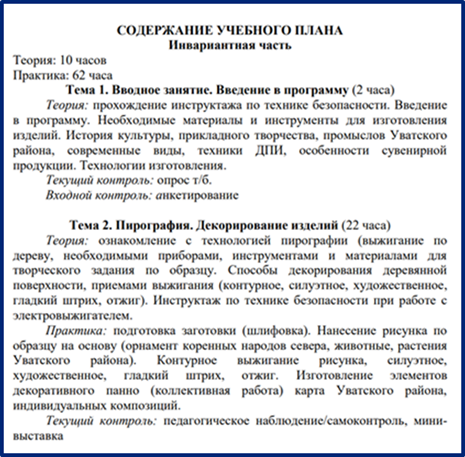 СОДЕРЖАНИЕ УЧЕБНОГО ПЛАНА
Инвариантная часть
Теория: 10 часов
Практика: 62 часа
Тема 1. Вводное занятие. Введение в программу (2 часа)
Теория: прохождение инструктажа по технике безопасности. Введение
в программу. Необходимые материалы и инструменты для изготовления
изделий. История культуры, прикладного творчества, промыслов Уватского
района, современные виды, техники ДПИ, особенности сувенирной
продукции. Технологии изготовления.
Текущий контроль: опрос т/б.
Входной контроль: анкетирование
Тема 2. Пирография. Декорирование изделий (22 часа)
Теория: ознакомление с технологией пирографии (выжигание по
дереву, необходимыми приборами, инструментами и материалами для
творческого задания по образцу. Способы декорирования деревянной
поверхности, приемами выжигания (контурное, силуэтное, художественное,
гладкий штрих, отжиг). Инструктаж по технике безопасности при работе с
электровыжигателем.
Практика: подготовка заготовки (шлифовка). Нанесение рисунка по
образцу на основу (орнамент коренных народов севера, животные, растения
Уватского района). Контурное выжигание рисунка, силуэтное,
художественное, гладкий штрих, отжиг. Изготовление элементов
декоративного панно (коллективная работа) карта Уватского района,
индивидуальных композиций.
Текущий контроль: педагогическое наблюдение/самоконтроль, мини-
выставка